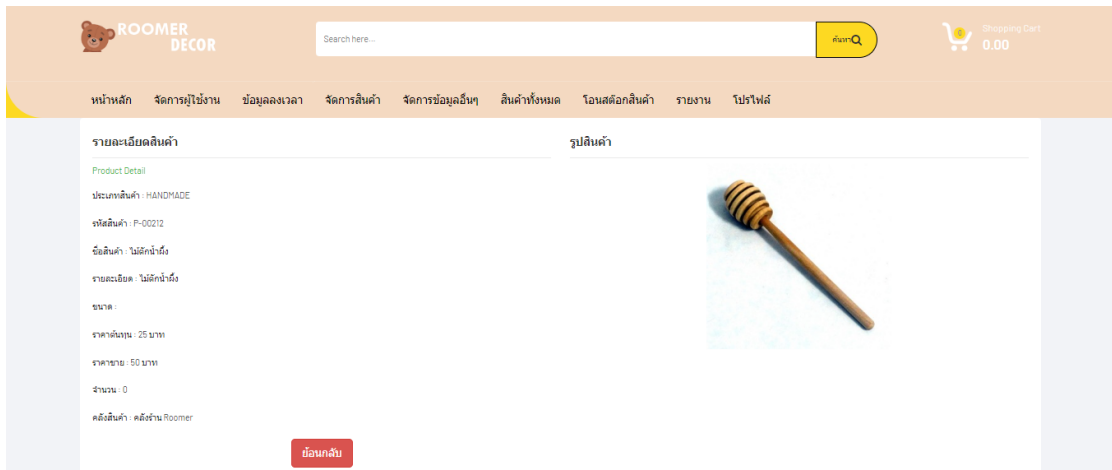 ROOMER
DECOR
Search here...
ค้นหา
0
Shopping Cart
0.00
หน้าหลัก จัดการผู้ใช้งาน ข้อมูลลงเวลา จัดการสินค้า จัดการข้อมูลอื่นๆ สินค้าทั้งหมด โอนสต๊อกสินค้า รายงาน โปรไฟล์
รายละเอียดสินค้า
รูปสินค้า
Product Detail
ประเภทสินค้า : HANDMADE
รหัสสินค้า : P-00212
ชื่อสินค้า : ไม้ตักน้ำผึ้ง
รายละเอียด : ไม้ตักน้ำผึ้ง
ขนาด :
ราคาต้นทุน : 25 บาท
ราคาขาย : 50 บาท
จำนวน : 0
คลังสินค้า : คลังร้าน Roomer
ย้อนกลับ